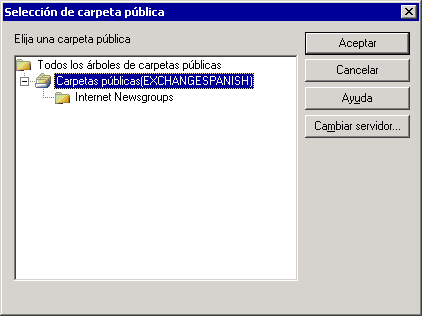 Selección de carpeta pública
Elija una carpeta pública
Todos los árboles de carpetas públicas
Carpetas públicas(EXCHANGESPANISH)
Internet Newsgroups
Aceptar
Cancelar
Ayuda
Cambiar servidor...